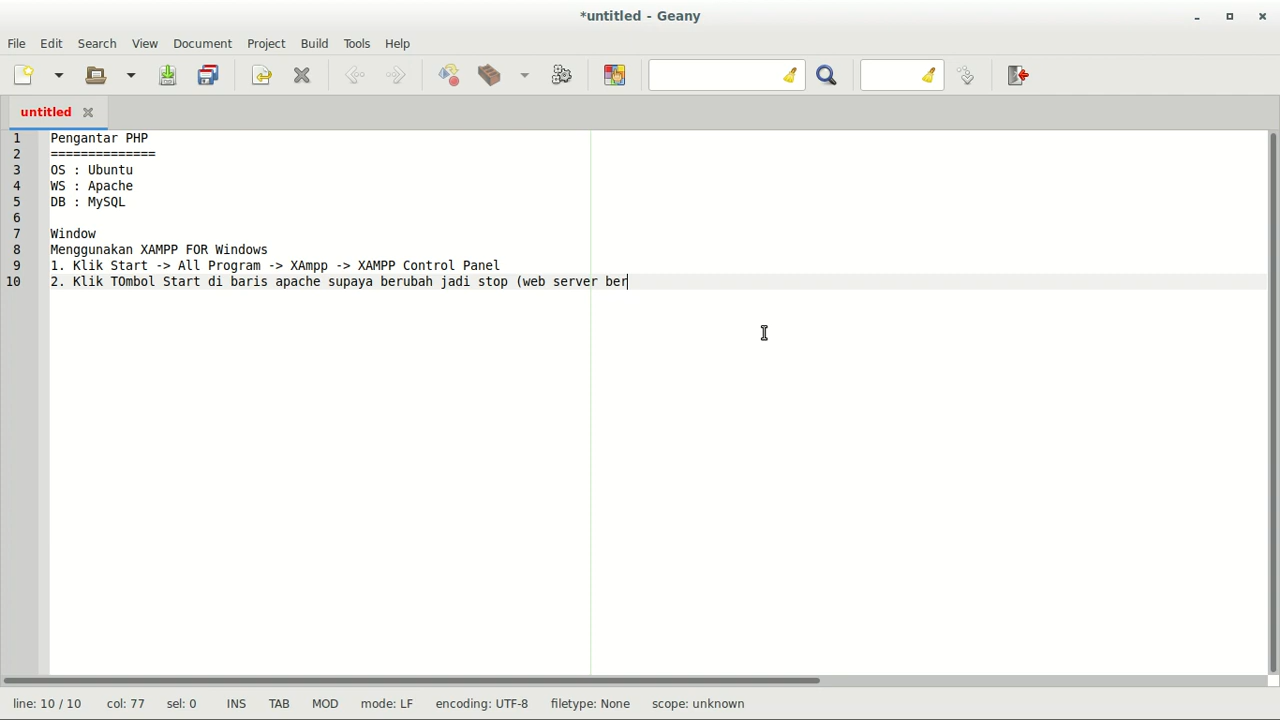 *untitled - Geany
File Edit Search View Document Project Build Tools Help
untitled
1 Pengantar PHP
2 ==============
3 OS : Ubuntu
4 WS : Apache
5 DB : MySQL
6
7 Window
8 Menggunakan XAMPP FOR Windows
9 1. Klik Start -> All Program -> XAmpp -> XAMPP Control Panel
10 2. Klik TOmbol Start di baris apache supaya berubah jadi stop (web server ber
line: 10 / 10 col: 77 sel: 0 INS TAB MOD mode: LF encoding: UTF-8 filetype: None scope: unknown